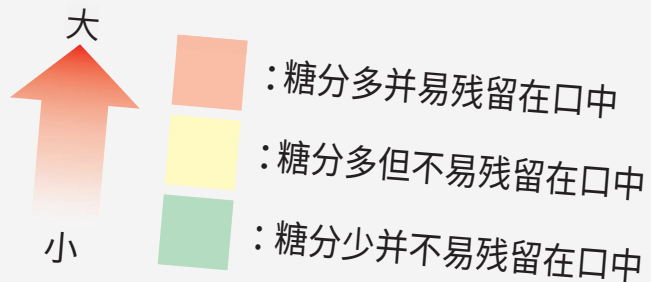 大
：糖分多并易残留在口中
：糖分多但不易残留在口中
：糖分少并不易残留在口中
小